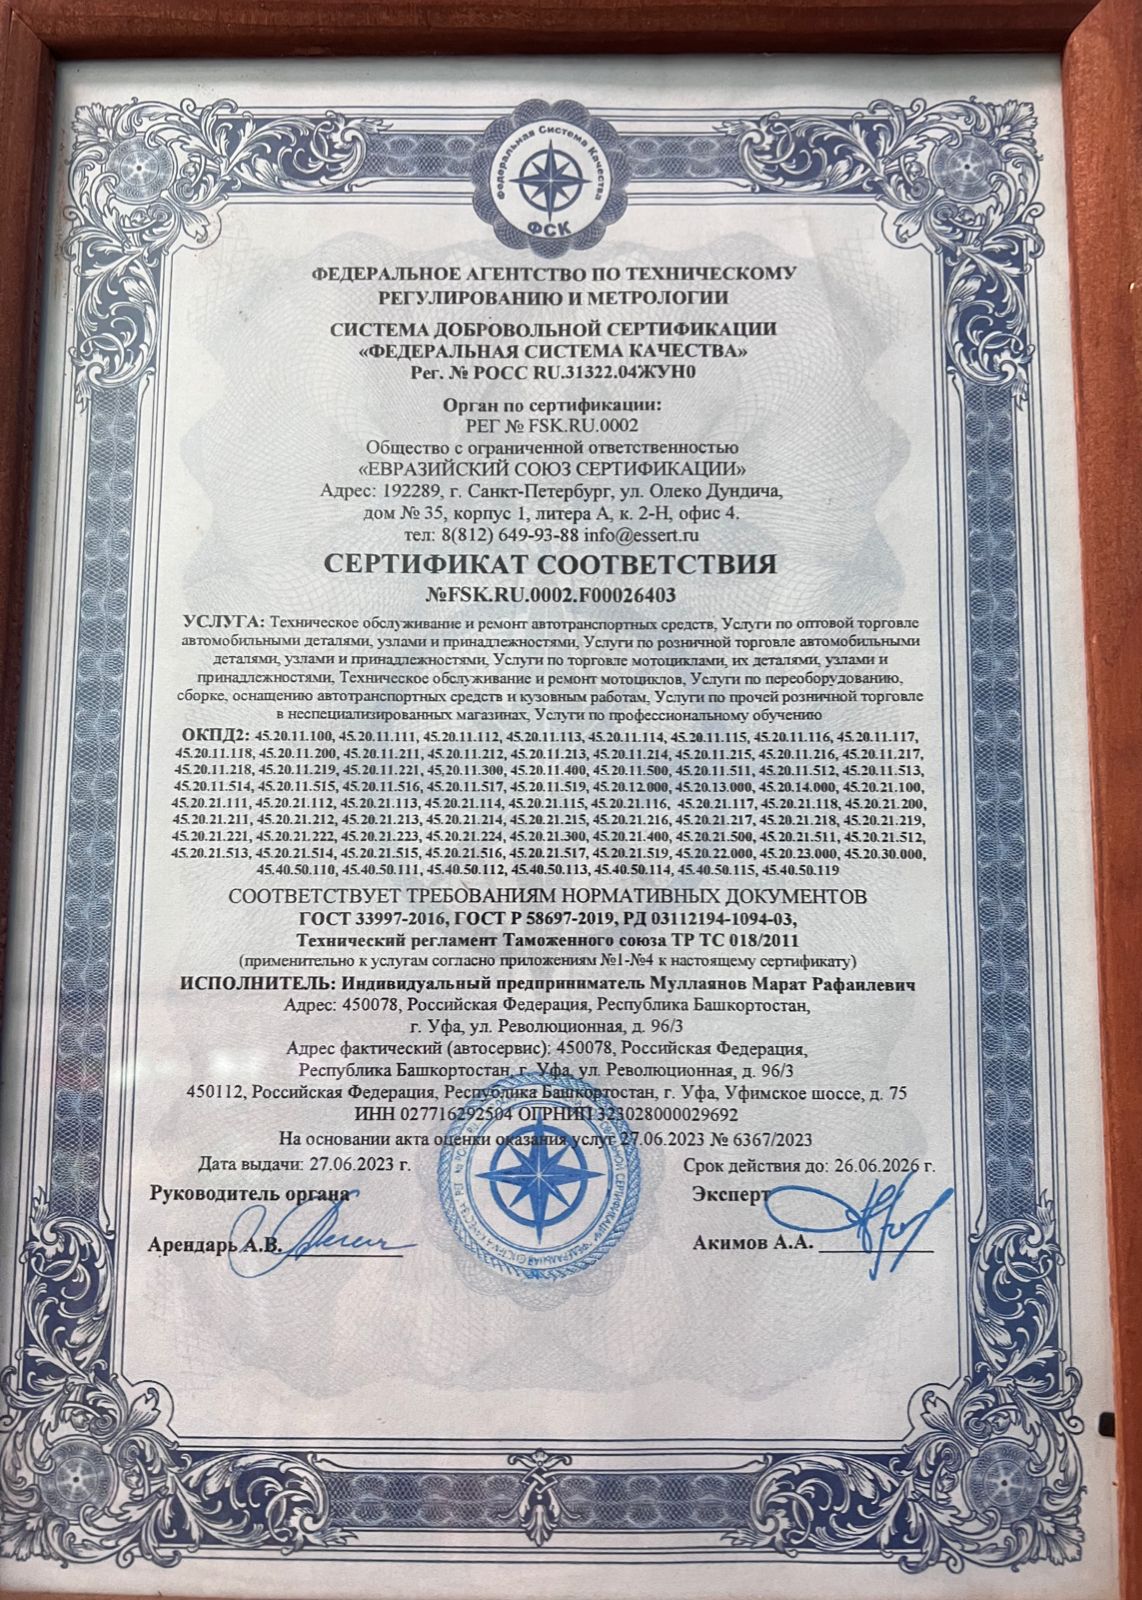 Федеральная Система Качества
ФСК
ФЕДЕРАЛЬНОЕ АГЕНТСТВО ПО ТЕХНИЧЕСКОМУ
РЕГУЛИРОВАНИЮ И МЕТРОЛОГИИ
СИСТЕМА ДОБРОВОЛЬНОЙ СЕРТИФИКАЦИИ
«ФЕДЕРАЛЬНАЯ СИСТЕМА КАЧЕСТВА»
Рег. № РОСС RU.31322.04ЖУН0
Орган по сертификации:
РЕГ № FSK.RU.0002
Общество с ограниченной ответственностью
«ЕВРАЗИЙСКИЙ СОЮЗ СЕРТИФИКАЦИИ»
Адрес: 192289, г. Санкт-Петербург, ул. Олеко Дундича,
дом № 35, корпус 1, литера А, к. 2-Н, офис 4.
тел: 8(812) 649-93-88 info@essert.ru
СЕРТИФИКАТ СООТВЕТСТВИЯ
№FSK.RU.0002.F00026403
УСЛУГА: Техническое обслуживание и ремонт автотранспортных средств, Услуги по оптовой торговле
автомобильными деталями, узлами и принадлежностями, Услуги по розничной торговле автомобильными
деталями, узлами и принадлежностями, Услуги по торговле мотоциклами, их деталями, узлами и
принадлежностями, Техническое обслуживание и ремонт мотоциклов, Услуги по переоборудованию,
сборке, оснащению автотранспортных средств и кузовным работам, Услуги по прочей розничной торговле
в неспециализированных магазинах, Услуги по профессиональному обучению
ОКПД2: 45.20.11.100, 45.20.11.111, 45.20.11.112, 45.20.11.113, 45.20.11.114, 45.20.11.115, 45.20.11.116, 45.20.11.117,
45.20.11.118, 45.20.11.200, 45.20.11.211, 45.20.11.212, 45.20.11.213, 45.20.11.214, 45.20.11.215, 45.20.11.216, 45.20.11.217,
45.20.11.218, 45.20.11.219, 45.20.11.221, 45.20.11.300, 45.20.11.400, 45.20.11.500, 45.20.11.511, 45.20.11.512, 45.20.11.513,
45.20.11.514, 45.20.11.515, 45.20.11.516, 45.20.11.517, 45.20.11.519, 45.20.12.000, 45.20.13.000, 45.20.14.000, 45.20.21.100,
45.20.21.111, 45.20.21.112, 45.20.21.113, 45.20.21.114, 45.20.21.115, 45.20.21.116, 45.20.21.117, 45.20.21.118, 45.20.21.200,
45.20.21.211, 45.20.21.212, 45.20.21.213, 45.20.21.214, 45.20.21.215, 45.20.21.216, 45.20.21.217, 45.20.21.218, 45.20.21.219,
45.20.21.221, 45.20.21.222, 45.20.21.223, 45.20.21.224, 45.20.21.300, 45.20.21.400, 45.20.21.500, 45.20.21.511, 45.20.21.512,
45.20.21.513, 45.20.21.514, 45.20.21.515, 45.20.21.516, 45.20.21.517, 45.20.21.519, 45.20.22.000, 45.20.23.000, 45.20.30.000,
45.40.50.110, 45.40.50.111, 45.40.50.112, 45.40.50.113, 45.40.50.114, 45.40.50.115, 45.40.50.119
СООТВЕТСТВУЕТ ТРЕБОВАНИЯМ НОРМАТИВНЫХ ДОКУМЕНТОВ
ГОСТ 33997-2016, ГОСТ Р 58697-2019, РД 03112194-1094-03,
Технический регламент Таможенного союза ТР ТС 018/2011
(применительно к услугам согласно приложениям №1-№4 к настоящему сертификату)
ИСПОЛНИТЕЛЬ: Индивидуальный предприниматель Муллаянов Марат Рафаилевич
Адрес: 450078, Российская Федерация, Республика Башкортостан,
г. Уфа, ул. Революционная, д. 96/3
Адрес фактический (автосервис): 450078, Российская Федерация,
Республика Башкортостан, г. Уфа, ул. Революционная, д. 96/3
450112, Российская Федерация, Республика Башкортостан, г. Уфа, Уфимское шоссе, д. 75
ИНН 027716292504 ОГРНИП 323028000029692
На основании акта оценки оказания услуг 27.06.2023 № 6367/2023
Дата выдачи: 27.06.2023 г. Срок действия до: 26.06.2026 г.
Руководитель органа Эксперт
Арендарь А.В. Акимов А.А.